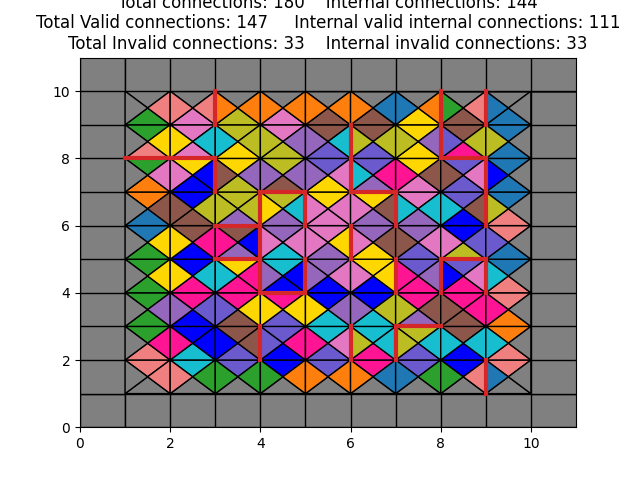 Total connections: 180    Internal connections: 144
Total Valid connections: 147     Internal valid internal connections: 111
Total Invalid connections: 33    Internal invalid connections: 33
10
8
6
4
2
0
0 2 4 6 8 10